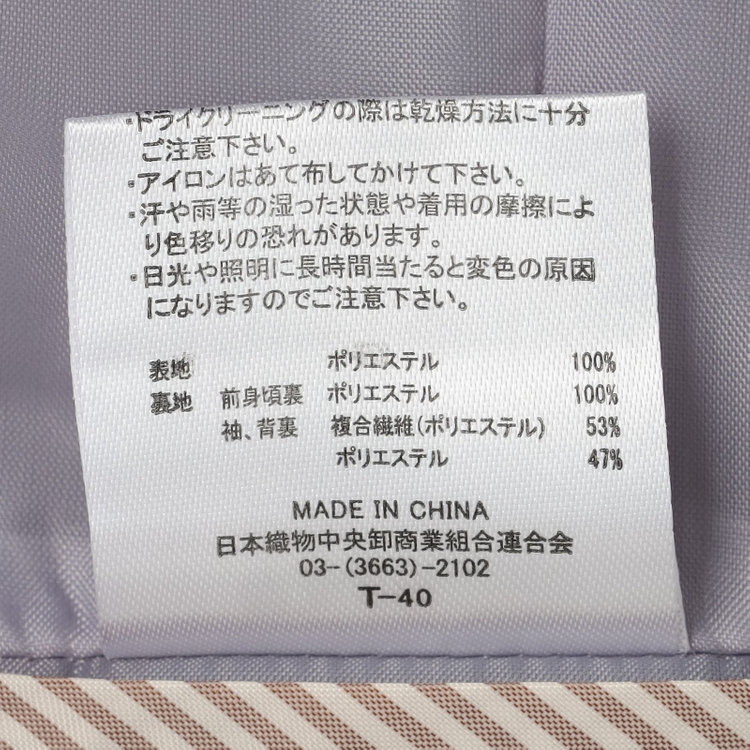 ・ドライクリーニングの際は乾燥方法に十分
ご注意下さい。
・アイロンはあて布してかけて下さい。
・汗や雨等の湿った状態や着用の摩擦によ
り色移りの恐れがあります。
・日光や照明に長時間当たると変色の原因
になりますのでご注意下さい。
表地 ポリエステル 100%
裏地 前身頃裏 ポリエステル 100%
袖、背裏 複合繊維(ポリエステル) 53%
ポリエステル 47%
MADE IN CHINA
日本織物中央卸商業組合連合会
03-(3663)-2102
T-40